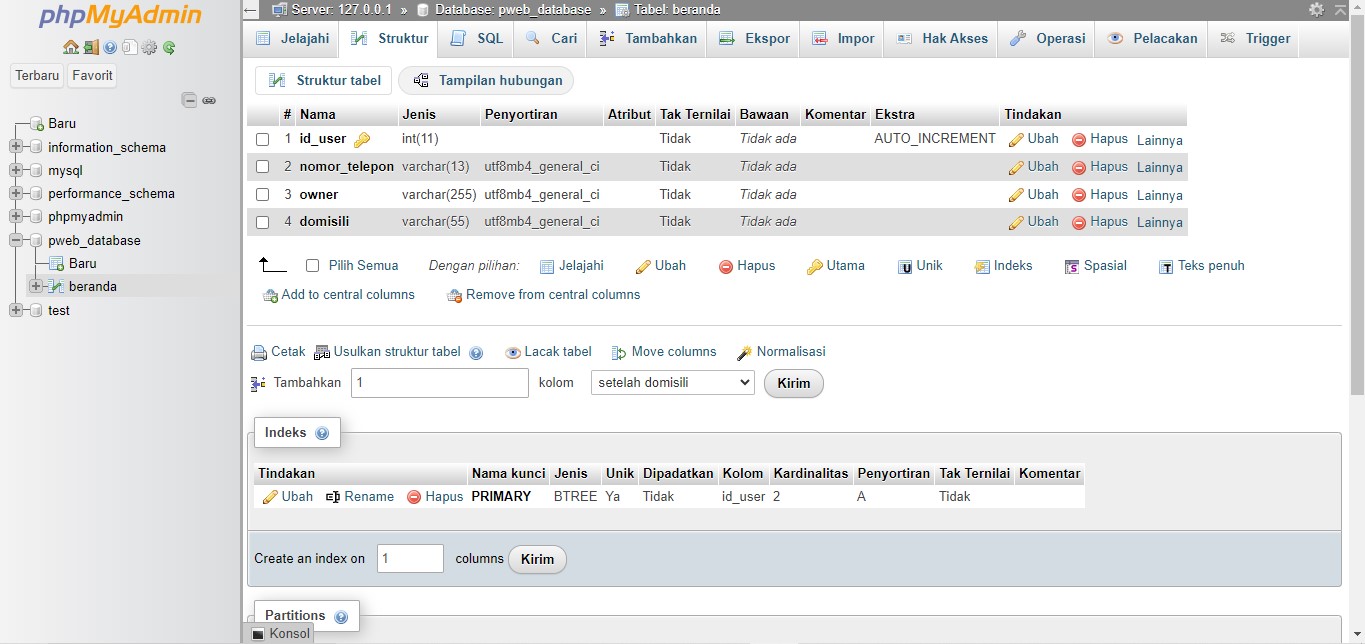 phpMyAdmin
Server: 127.0.0.1 » Database: pweb_database » Tabel: beranda
Jelajahi Struktur SQL Cari Tambahkan Ekspor Impor Hak Akses Operasi Pelacakan Trigger
Terbaru Favorit
Baru
information_schema
mysql
performance_schema
phpmyadmin
pweb_database
Baru
beranda
test
Struktur tabel Tampilan hubungan
# Nama Jenis Penyortiran Atribut Tak Ternilai Bawaan Komentar Ekstra Tindakan
1 id_user int(11) Tidak Tidak ada AUTO_INCREMENT Ubah Hapus Lainnya
2 nomor_telepon varchar(13) utf8mb4_general_ci Tidak Tidak ada Ubah Hapus Lainnya
3 owner varchar(255) utf8mb4_general_ci Tidak Tidak ada Ubah Hapus Lainnya
4 domisili varchar(55) utf8mb4_general_ci Tidak Tidak ada Ubah Hapus Lainnya
Pilih Semua Dengan pilihan: Jelajahi Ubah Hapus Utama Unik Indeks Spasial Teks penuh
Add to central columns Remove from central columns
Cetak Usulkan struktur tabel Lacak tabel Move columns Normalisasi
Tambahkan 1 kolom setelah domisili Kirim
Indeks
Tindakan Nama kunci Jenis Unik Dipadatkan Kolom Kardinalitas Penyortiran Tak Ternilai Komentar
Ubah Rename Hapus PRIMARY BTREE Ya Tidak id_user 2 A Tidak
Create an index on 1 columns Kirim
Partitions
Konsol